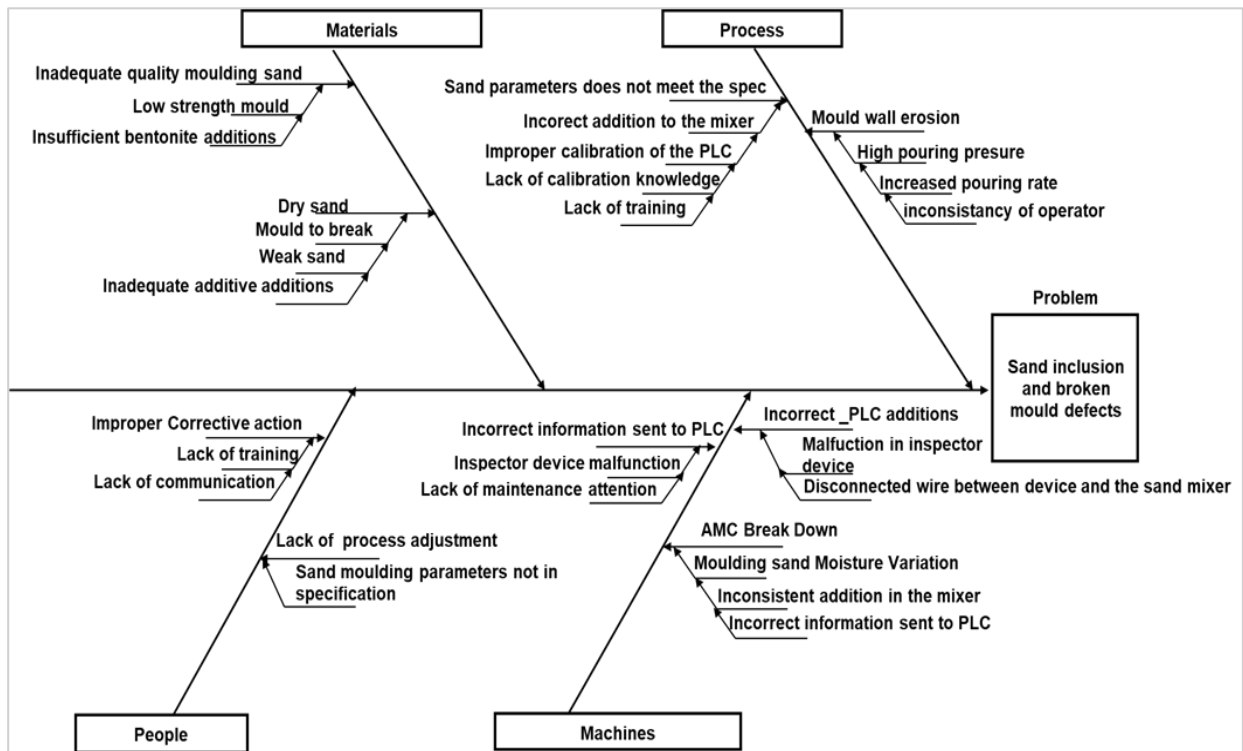 Materials
Process
Inadequate quality moulding sand
Low strength mould
Insufficient bentonite additions
Dry sand
Mould to break
Weak sand
Inadequate additive additions
Sand parameters does not meet the spec
Incorect addition to the mixer
Improper calibration of the PLC
Lack of calibration knowledge
Lack of training
Mould wall erosion
High pouring presure
Increased pouring rate
inconsistancy of operator
Problem
Sand inclusion
and broken
mould defects
Improper Corrective action
Lack of training
Lack of communication
Lack of process adjustment
Sand moulding parameters not in
specification
Incorrect information sent to PLC
Inspector device malfunction
Lack of maintenance attention
Incorrect _PLC additions
Malfuction in inspector
device
Disconnected wire between device and the sand mixer
AMC Break Down
Moulding sand Moisture Variation
Inconsistent addition in the mixer
Incorrect information sent to PLC
People
Machines